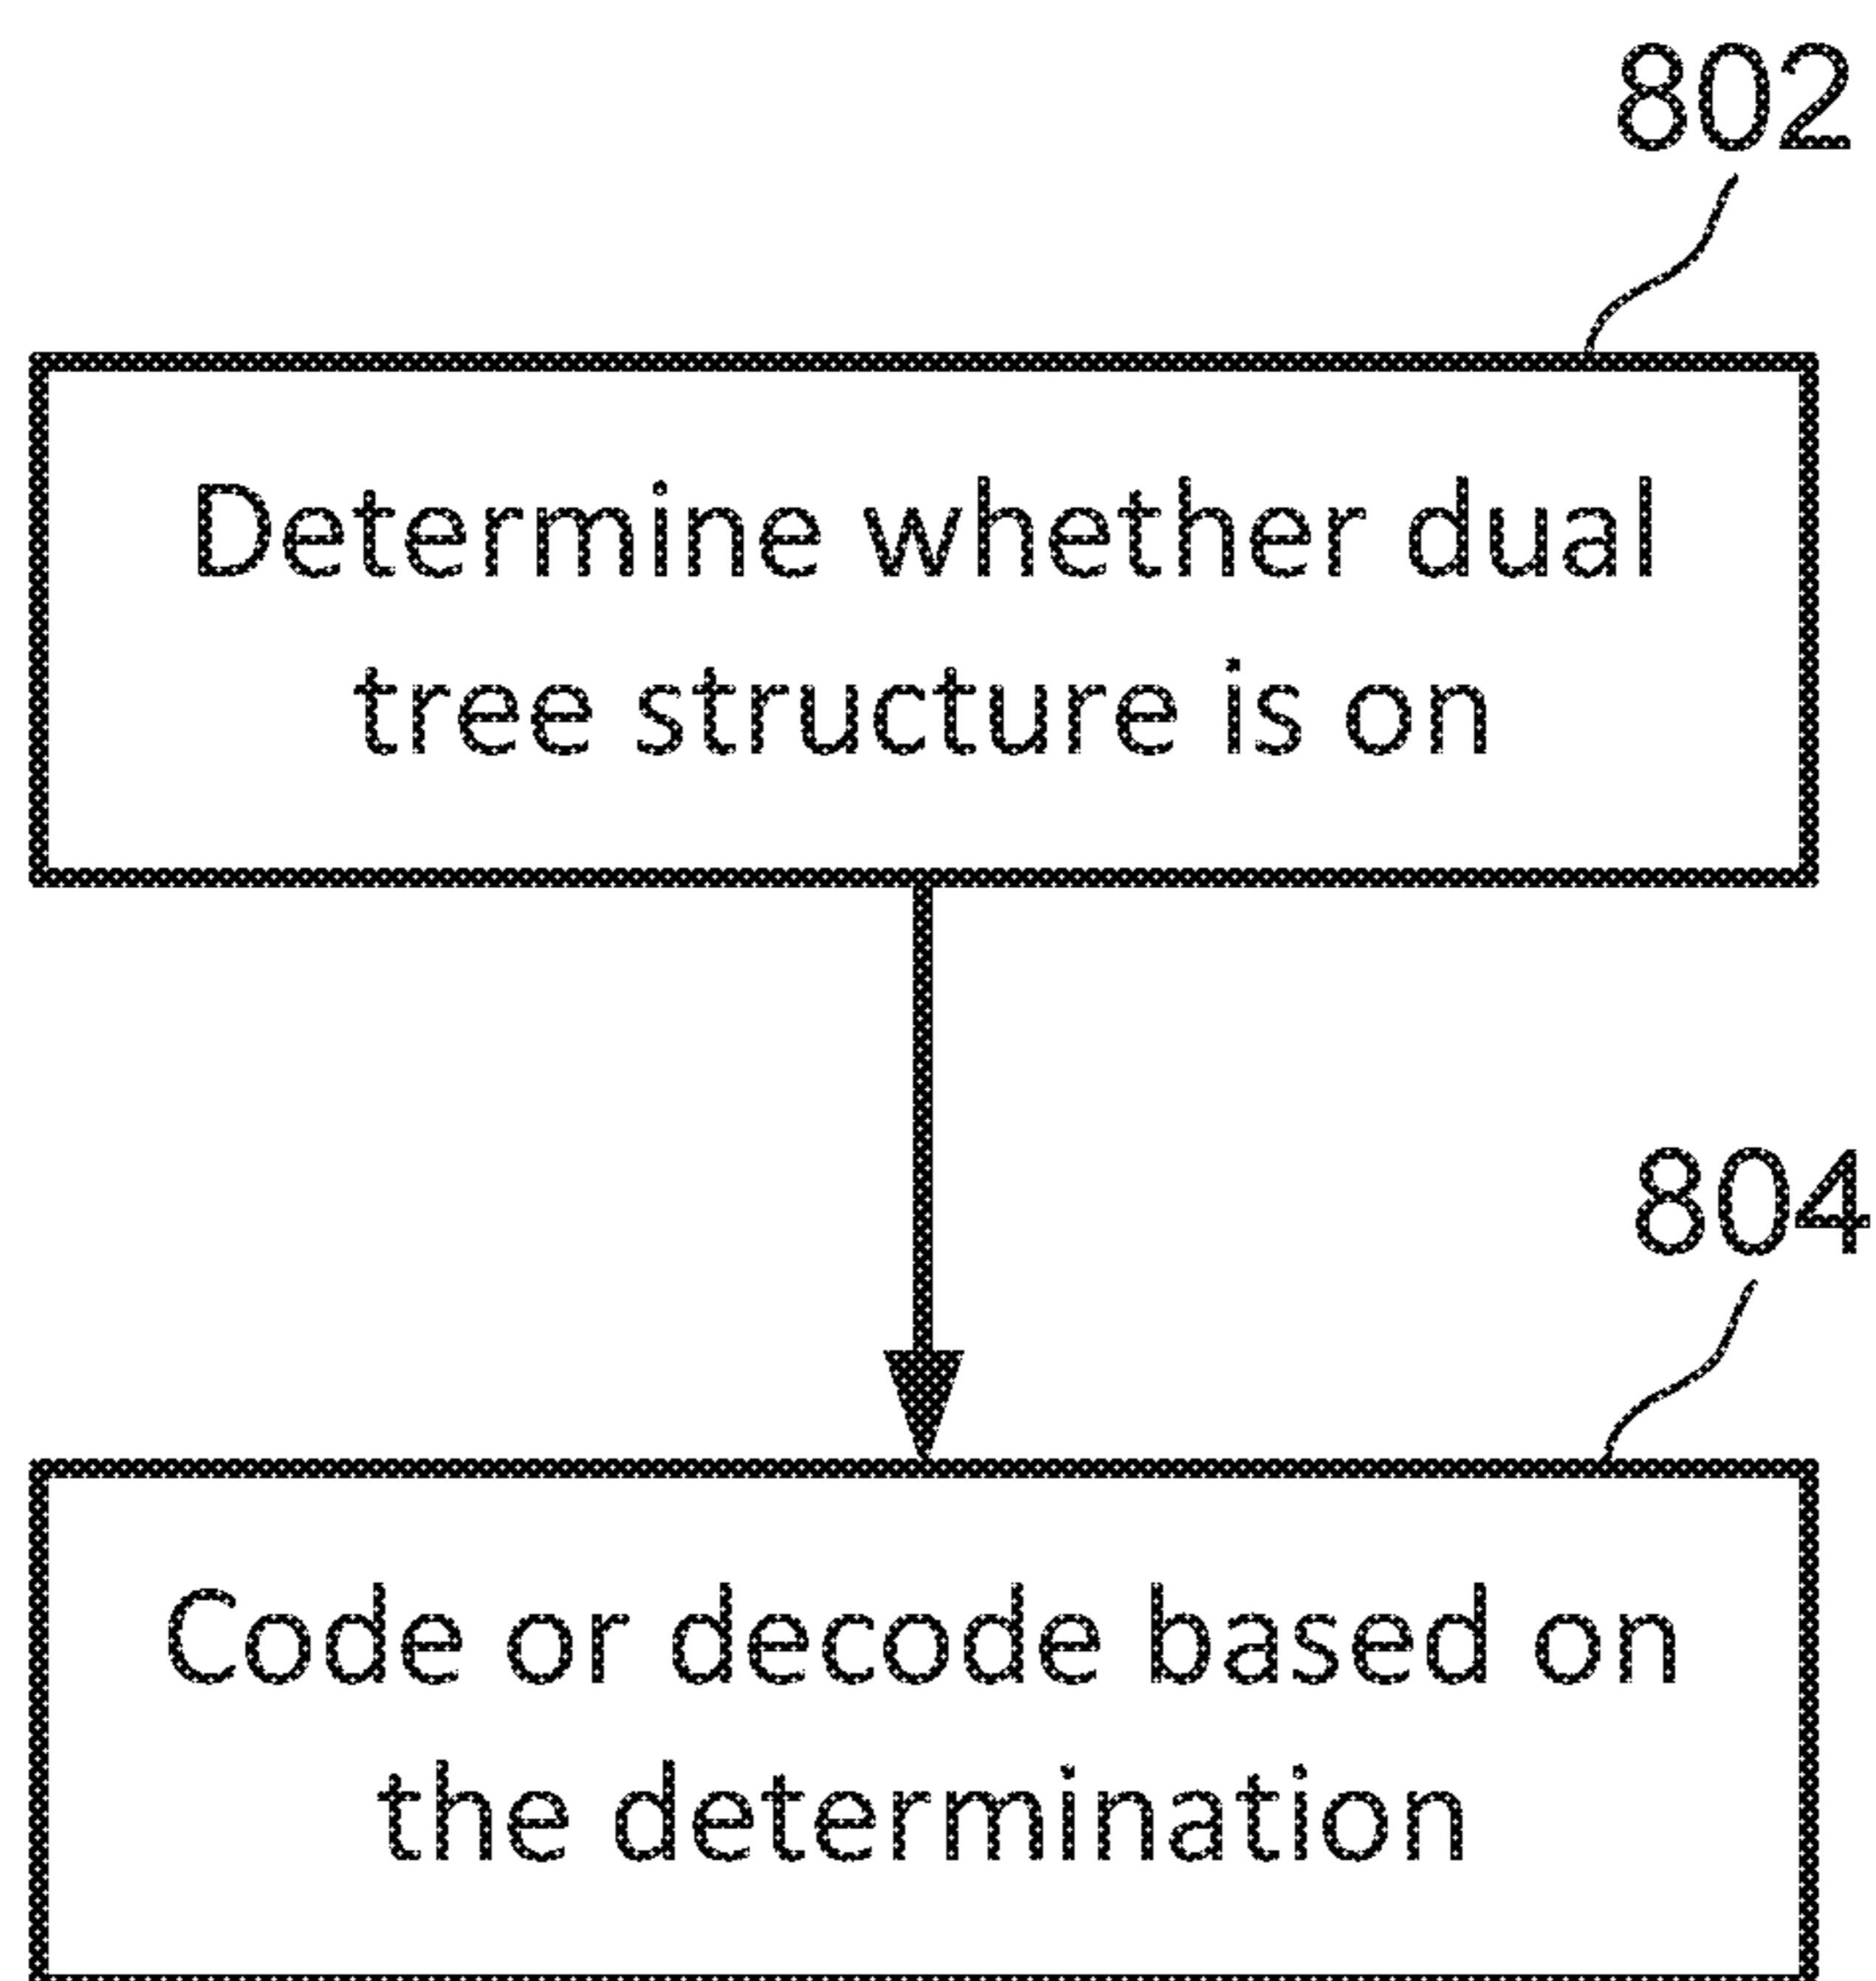 802
Determine whether dual
tree structure is on
804
Code or decode based on
the determination